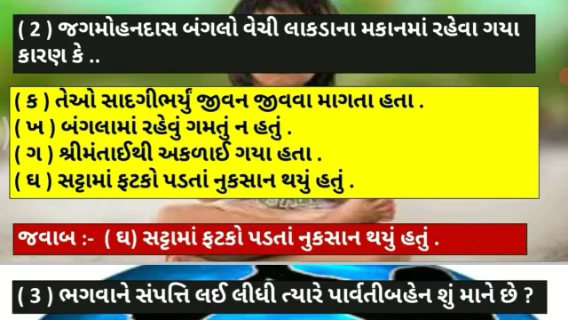 ( 2 ) જગમોહનદાસ બંગલો વેચી લાકડાના મકાનમાં રહેવા ગયા
કારણ કે ..
( ક ) તેઓ સાદગીભર્યું જીવન જીવવા માગતા હતા .
( ખ ) બંગલામાં રહેવું ગમતું ન હતું .
( ગ ) શ્રીમંતાઈથી અકળાઈ ગયા હતા .
( ઘ ) સટ્ટામાં ફટકો પડતાં નુકસાન થયું હતું .
જવાબ :- ( ઘ) સટ્ટામાં ફટકો પડતાં નુકસાન થયું હતું .
( 3 ) ભગવાને સંપત્તિ લઈ લીધી ત્યારે પાર્વતીબહેન શું માને છે ?